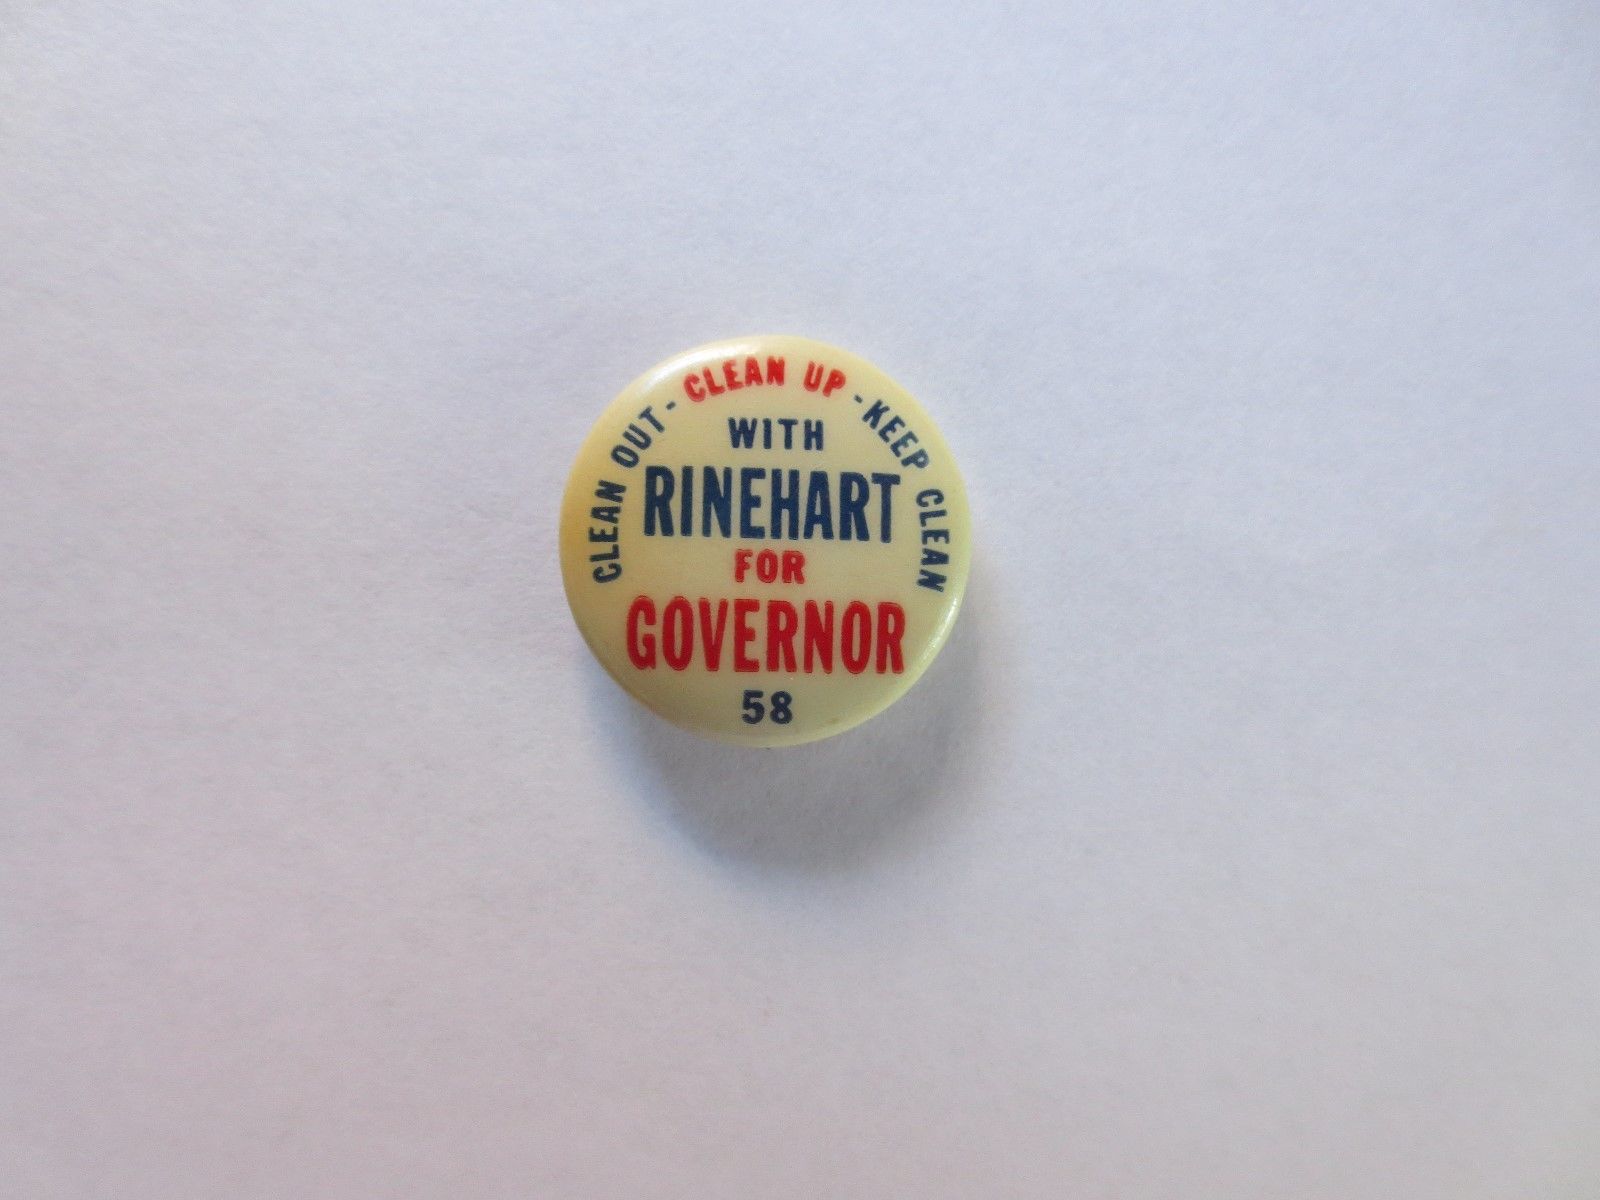 CLEAN OUT - CLEAN UP - KEEP CLEAN
WITH
RINEHART
FOR
GOVERNOR
58